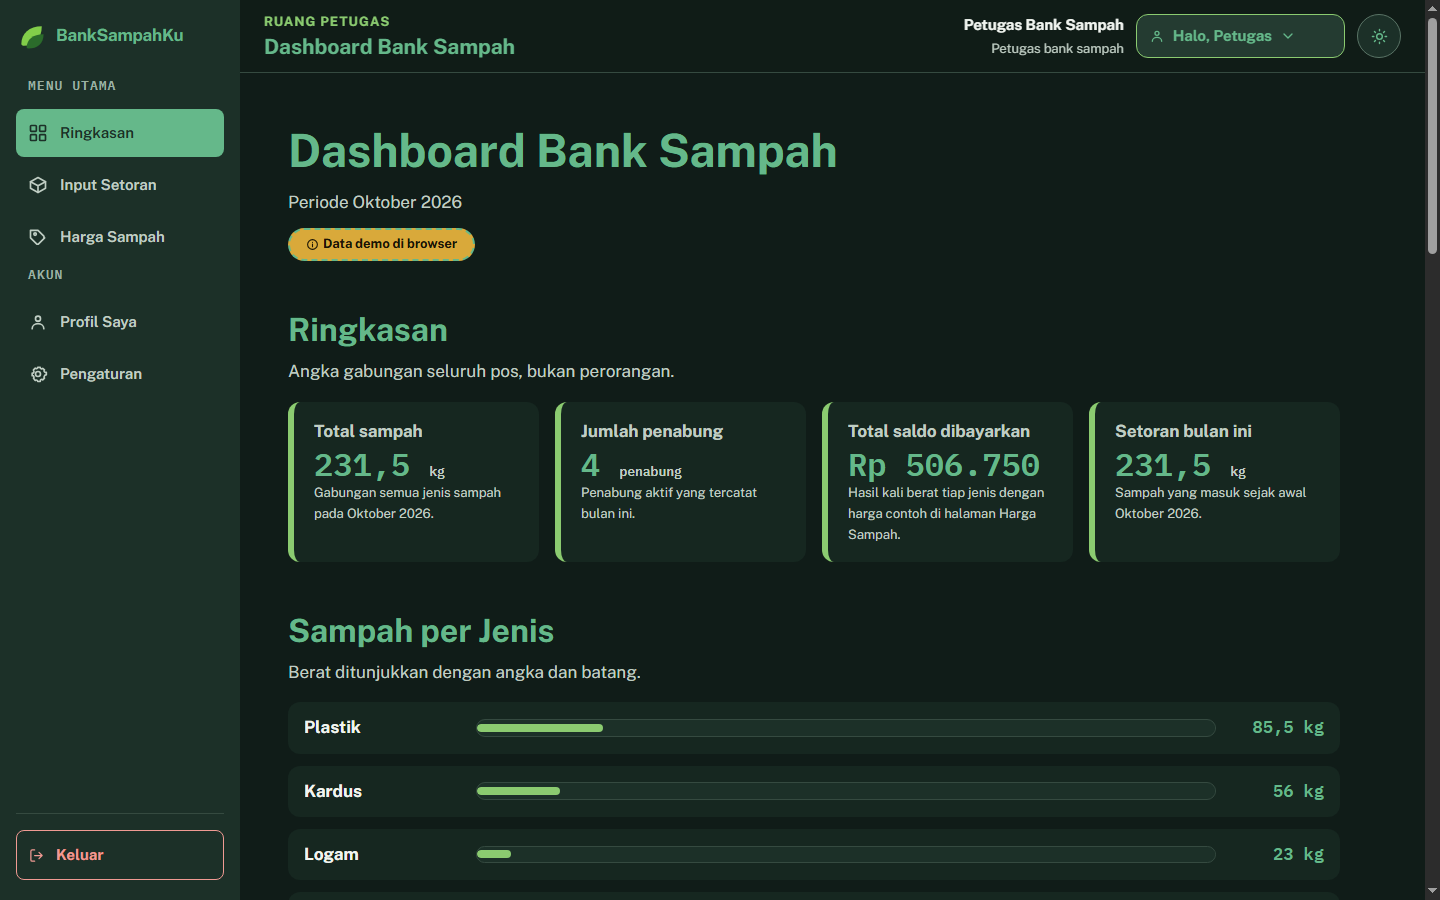 BankSampahKu
MENU UTAMA
Ringkasan
Input Setoran
Harga Sampah
AKUN
Profil Saya
Pengaturan
Keluar
RUANG PETUGAS
Dashboard Bank Sampah
Petugas Bank Sampah
Petugas bank sampah
Halo, Petugas
Dashboard Bank Sampah
Periode Oktober 2026
Data demo di browser
Ringkasan
Angka gabungan seluruh pos, bukan perorangan.
Total sampah
231,5 kg
Gabungan semua jenis sampah
pada Oktober 2026.
Jumlah penabung
4 penabung
Penabung aktif yang tercatat
bulan ini.
Total saldo dibayarkan
Rp 506.750
Hasil kali berat tiap jenis dengan
harga contoh di halaman Harga
Sampah.
Setoran bulan ini
231,5 kg
Sampah yang masuk sejak awal
Oktober 2026.
Sampah per Jenis
Berat ditunjukkan dengan angka dan batang.
Plastik 85,5 kg
Kardus 56 kg
Logam 23 kg